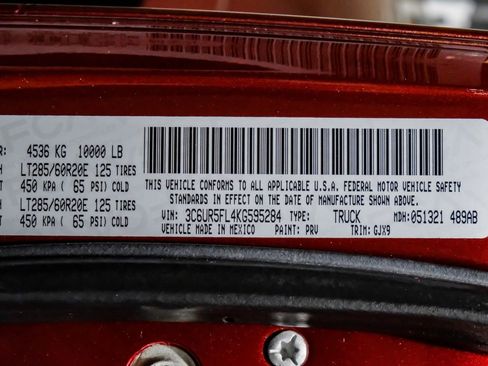 R: 4536 KG 10000 LB
H LT285/60R20E 125 TIRES
450 KPA ( 65 PSI) COLD
H LT285/60R20E 125 TIRES
450 KPA ( 65 PSI) COLD
THIS VEHICLE CONFORMS TO ALL APPLICABLE U.S.A. FEDERAL MOTOR VEHICLE SAFETY
STANDARDS IN EFFECT ON THE DATE OF MANUFACTURE SHOWN ABOVE.
VIN: 3C6UR5FL4KG595284 TYPE: TRUCK MDH: 051321 489AB
VEHICLE MADE IN MEXICO PAINT: PRV TRIM: GJX9